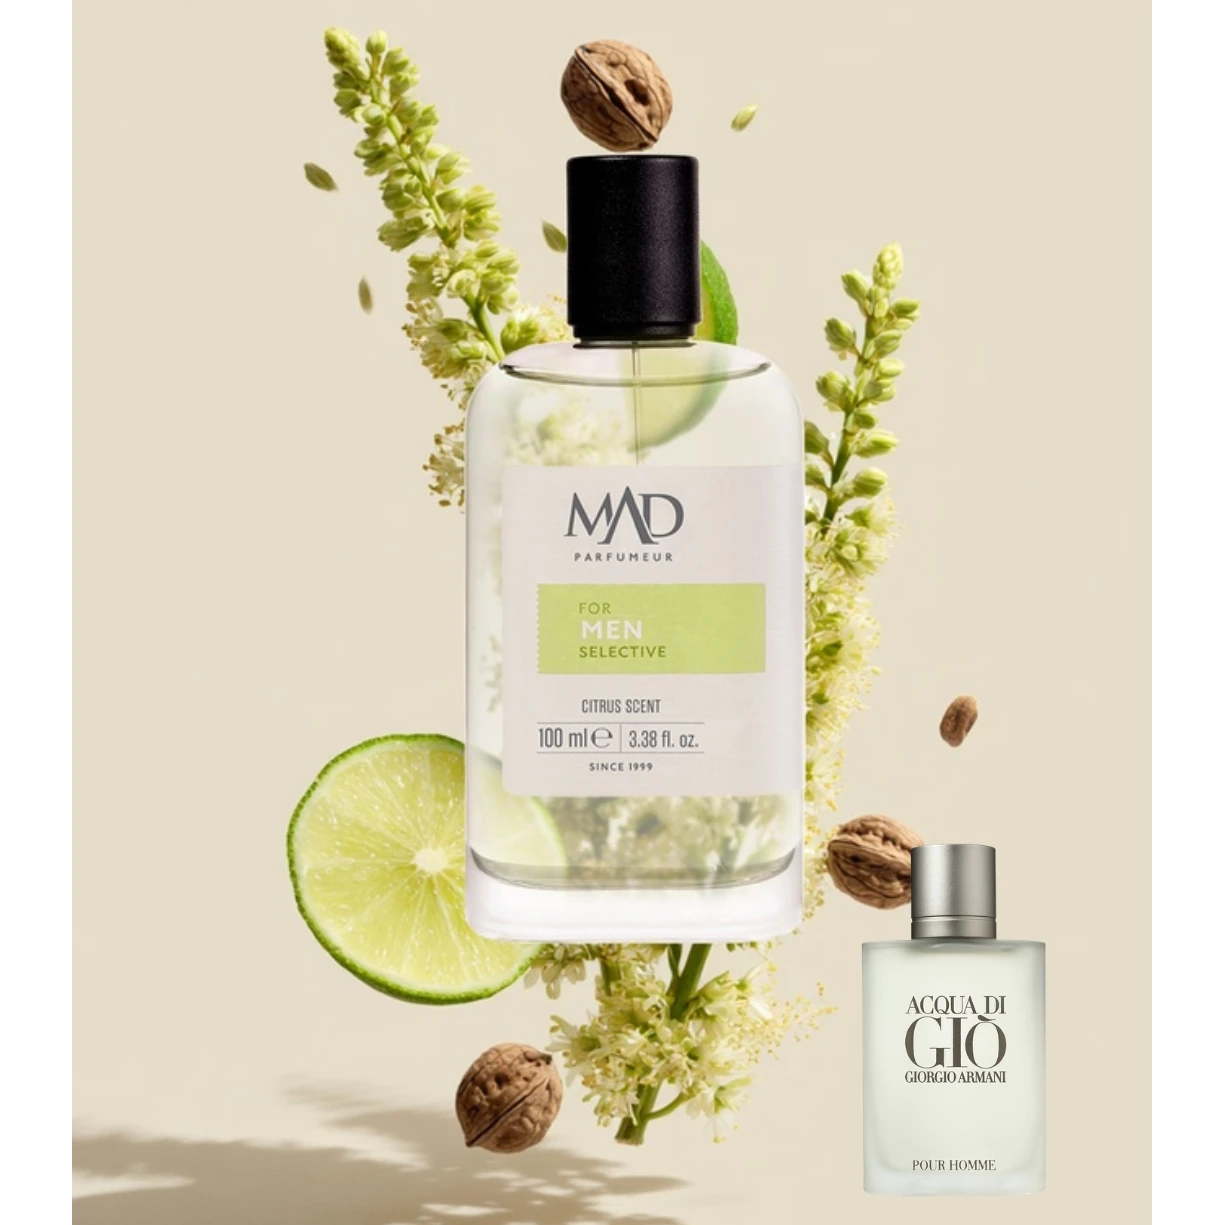 MAD
PARFUMEUR
FOR
MEN
SELECTIVE
CITRUS SCENT
100 ml ℮ 3.38 fl. oz.
SINCE 1999
ACQUA DI
GIÒ
GIORGIO ARMANI
POUR HOMME